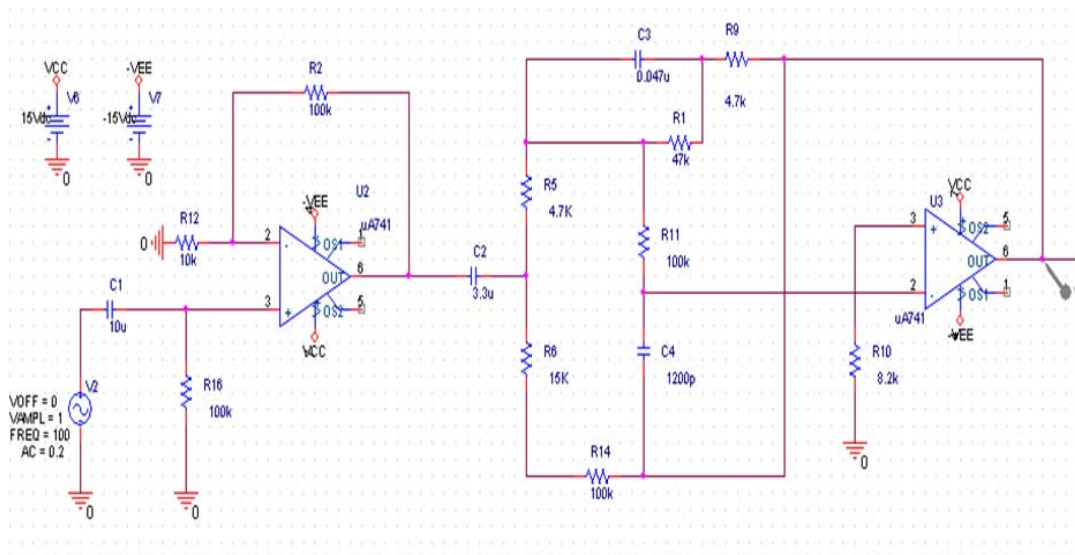 C3
0.047u
R9
4.7k
VCC
-VEE
V6
V7
15Vdc
-15Vdc
0
0
R2
100k
R1
47k
R5
4.7K
U2
-VEE
uA741
R12
0
10k
2
-
OS1
1
OUT
6
3
+
OS2
5
VCC
C1
10u
R16
100k
C2
3.3u
R11
100k
VCC
U3
3
+
OS2
5
OUT
6
2
-
OS1
1
uA741
-VEE
R6
15K
C4
1200p
R10
8.2k
V2
VOFF = 0
VAMPL = 1
FREQ = 100
AC = 0.2
R14
100k
0
0
0